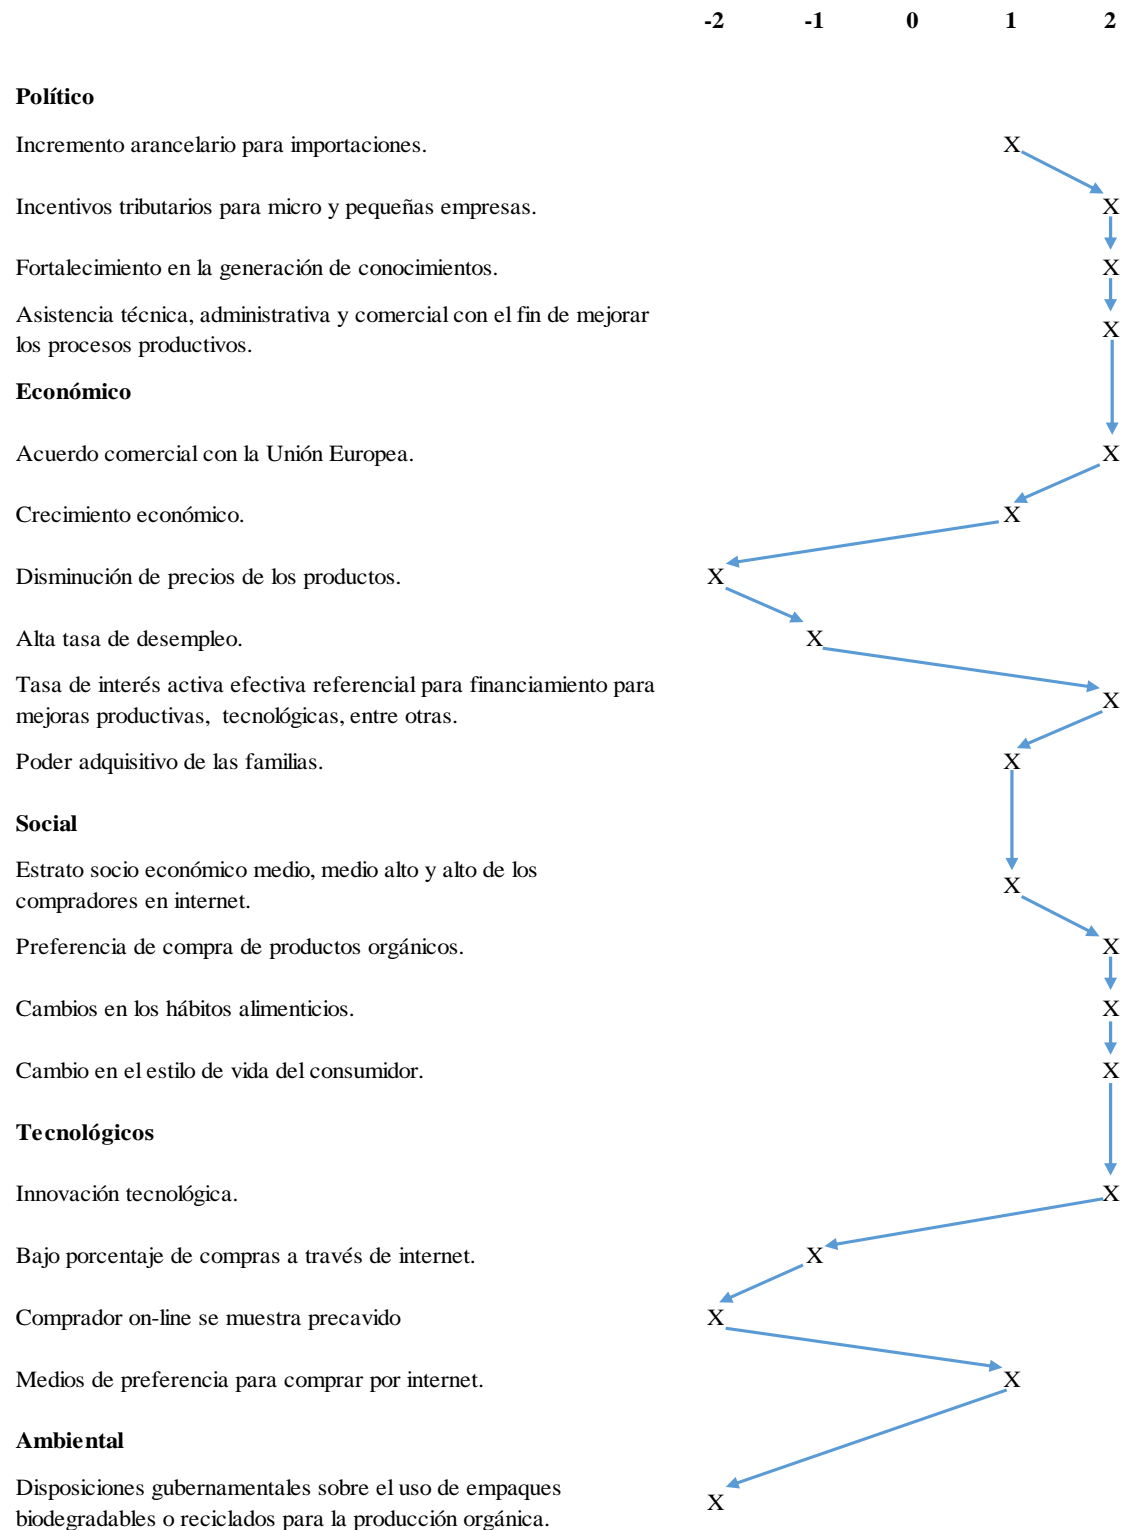 -2 -1 0 1 2
Político
Incremento arancelario para importaciones. X
Incentivos tributarios para micro y pequeñas empresas. X
Fortalecimiento en la generación de conocimientos. X
Asistencia técnica, administrativa y comercial con el fin de mejorar
los procesos productivos. X
Económico
Acuerdo comercial con la Unión Europea. X
Crecimiento económico. X
Disminución de precios de los productos. X
Alta tasa de desempleo. X
Tasa de interés activa efectiva referencial para financiamiento para
mejoras productivas, tecnológicas, entre otras. X
Poder adquisitivo de las familias. X
Social
Estrato socio económico medio, medio alto y alto de los
compradores en internet. X
Preferencia de compra de productos orgánicos. X
Cambios en los hábitos alimenticios. X
Cambio en el estilo de vida del consumidor. X
Tecnológicos
Innovación tecnológica. X
Bajo porcentaje de compras a través de internet. X
Comprador on-line se muestra precavido X
Medios de preferencia para comprar por internet. X
Ambiental
Disposiciones gubernamentales sobre el uso de empaques
biodegradables o reciclados para la producción orgánica. X